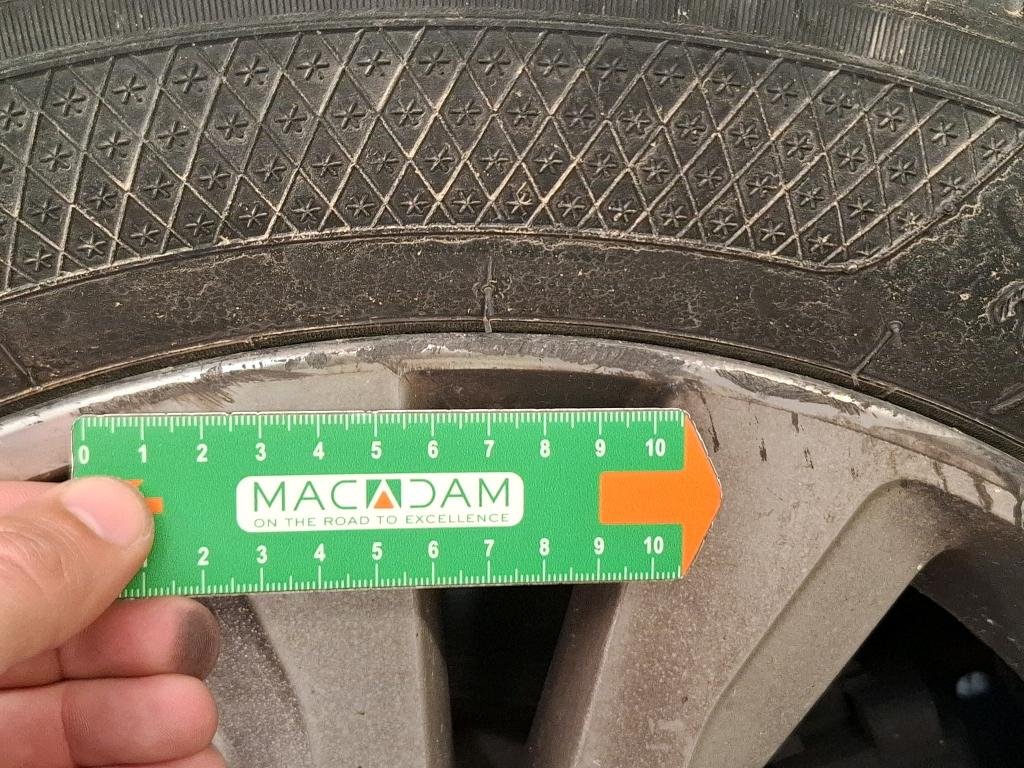 0 1 2 3 4 5 6 7 8 9 10
MACADAM
ON THE ROAD TO EXCELLENCE
2 3 4 5 6 7 8 9 10